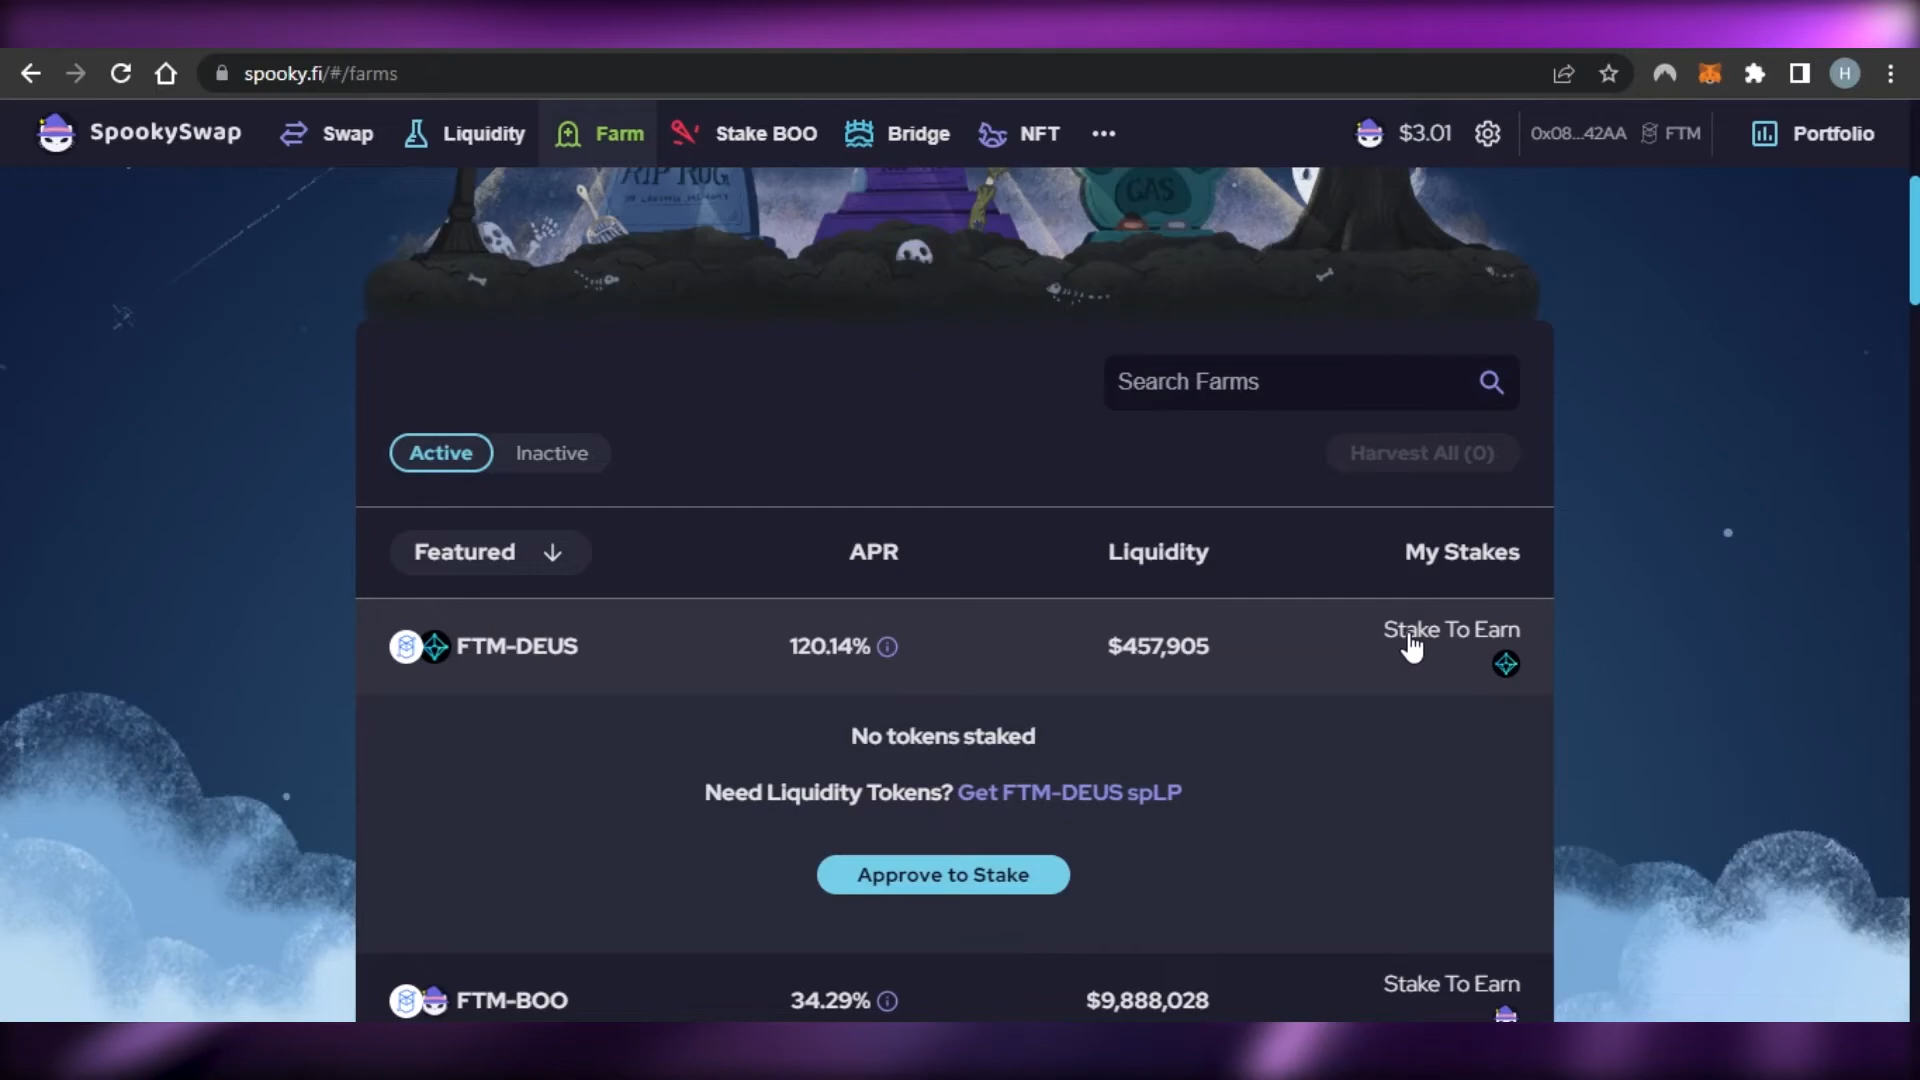 spooky.fi/#/farms
H
SpookySwap Swap Liquidity Farm Stake BOO Bridge NFT ••• $3.01 0x08...42AA FTM Portfolio
RIP RUG
GAS
Search Farms
Active Inactive Harvest All (0)
Featured APR Liquidity My Stakes
FTM-DEUS 120.14% $457,905 Stake To Earn
No tokens staked
Need Liquidity Tokens? Get FTM-DEUS spLP
Approve to Stake
FTM-BOO 34.29% $9,888,028 Stake To Earn